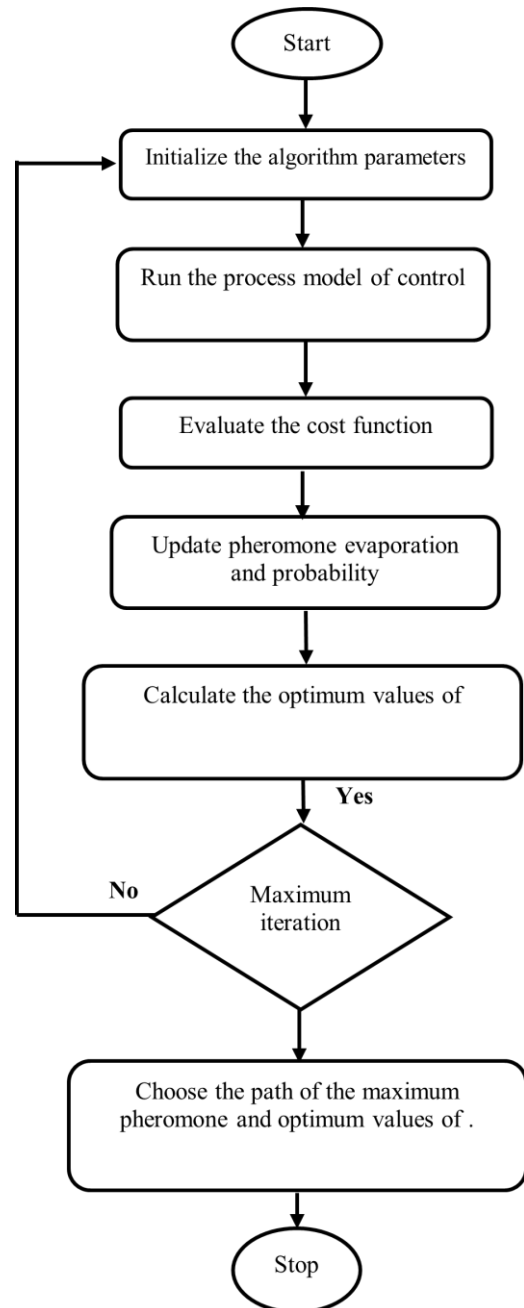 Start
Initialize the algorithm parameters
Run the process model of control
Evaluate the cost function
Update pheromone evaporation
and probability
Calculate the optimum values of
Yes
No
Maximum
iteration
Choose the path of the maximum
pheromone and optimum values of .
Stop